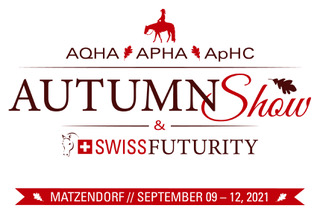 AQHA APHA ApHC
AUTUMN Show
&
SWISSFUTURITY
MATZENDORF // SEPTEMBER 09 – 12, 2021